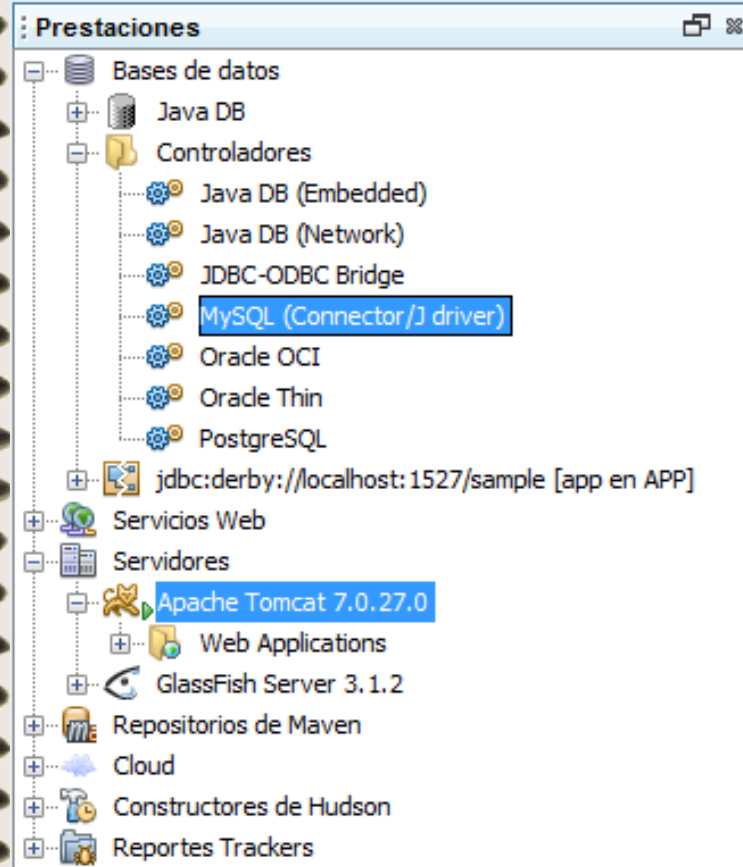 Prestaciones
Bases de datos
Java DB
Controladores
Java DB (Embedded)
Java DB (Network)
JDBC-ODBC Bridge
MySQL (Connector/J driver)
Oracle OCI
Oracle Thin
PostgreSQL
jdbc:derby://localhost:1527/sample [app en APP]
Servicios Web
Servidores
Apache Tomcat 7.0.27.0
Web Applications
GlassFish Server 3.1.2
Repositorios de Maven
Cloud
Constructores de Hudson
Reportes Trackers